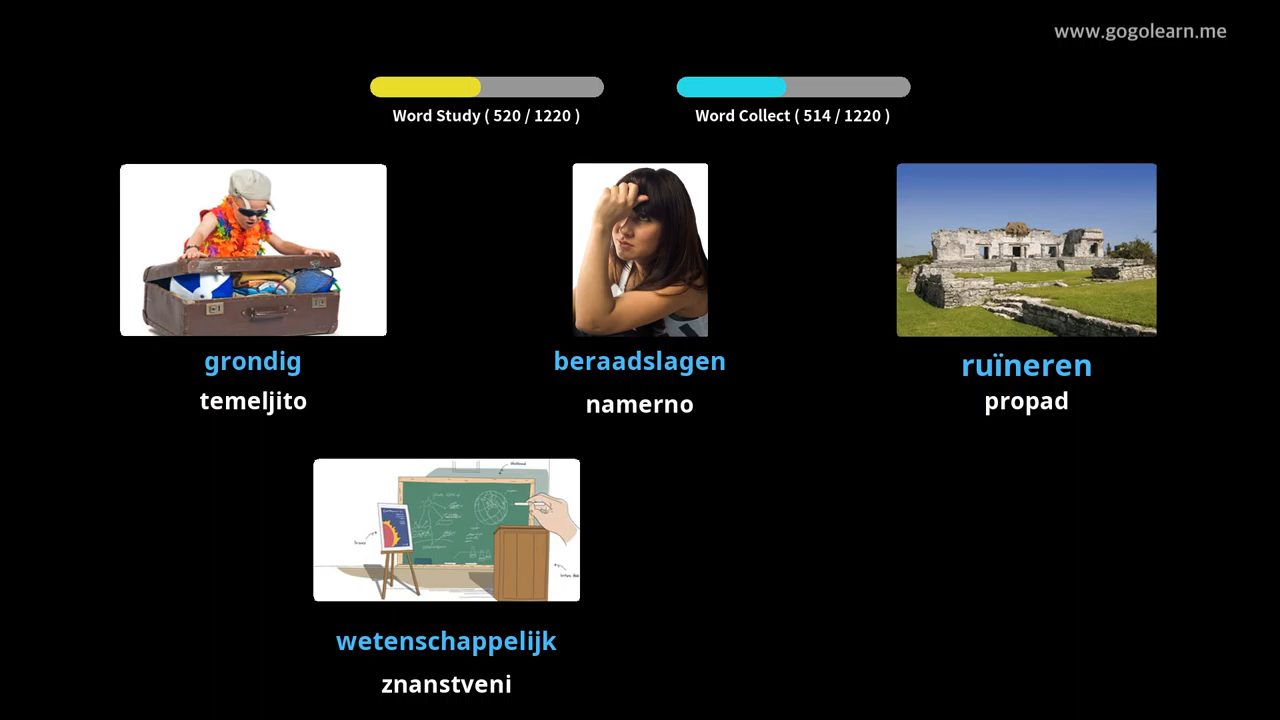 www.gogolearn.me
Word Study ( 520 / 1220 )
Word Collect ( 514 / 1220 )
grondig
beraadslagen
ruïneren
temeljito
namerno
propad
wetenschappelijk
znanstveni